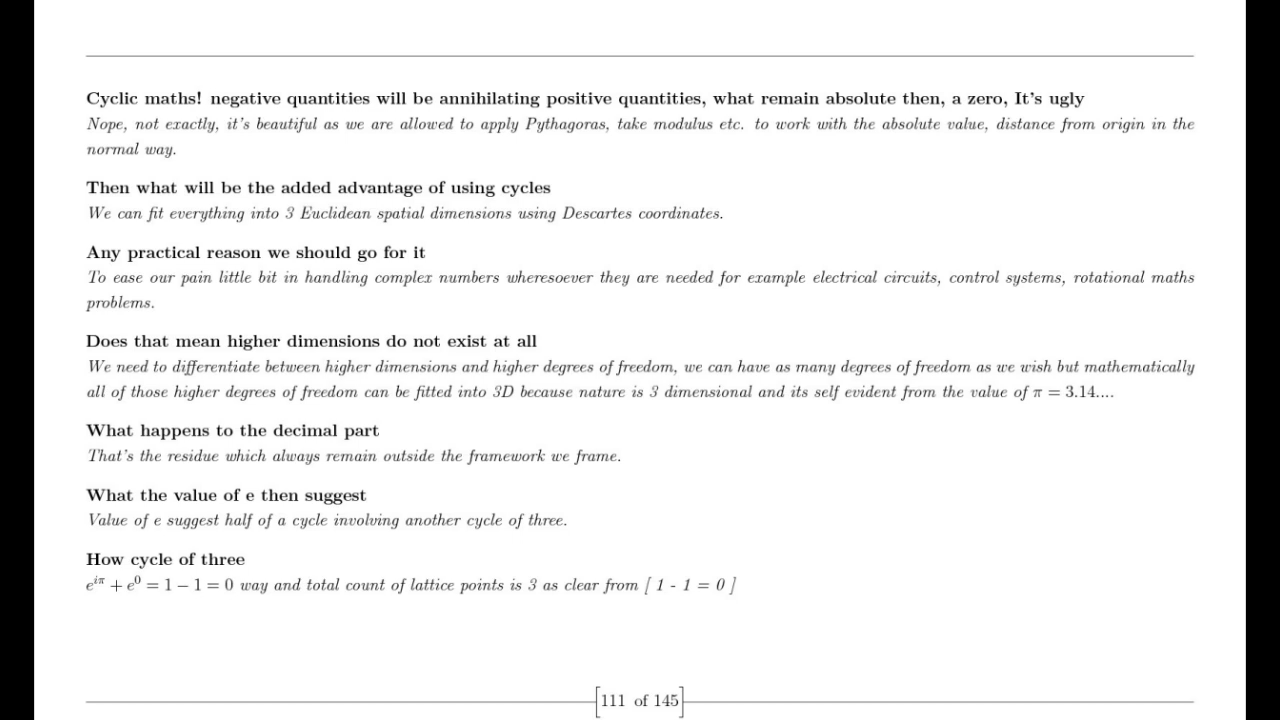 Cyclic maths! negative quantities will be annihilating positive quantities, what remain absolute then, a zero, It's ugly
Nope, not exactly, it's beautiful as we are allowed to apply Pythagoras, take modulus etc. to work with the absolute value, distance from origin in the
normal way.
Then what will be the added advantage of using cycles
We can fit everything into 3 Euclidean spatial dimensions using Descartes coordinates.
Any practical reason we should go for it
To ease our pain little bit in handling complex numbers wheresoever they are needed for example electrical circuits, control systems, rotational maths
problems.
Does that mean higher dimensions do not exist at all
We need to differentiate between higher dimensions and higher degrees of freedom, we can have as many degrees of freedom as we wish but mathematically
all of those higher degrees of freedom can be fitted into 3D because nature is 3 dimensional and its self evident from the value of π = 3.14....
What happens to the decimal part
That's the residue which always remain outside the framework we frame.
What the value of e then suggest
Value of e suggest half of a cycle involving another cycle of three.
How cycle of three
e^{iπ} + e^0 = 1 − 1 = 0 way and total count of lattice points is 3 as clear from [ 1 - 1 = 0 ]
111 of 145